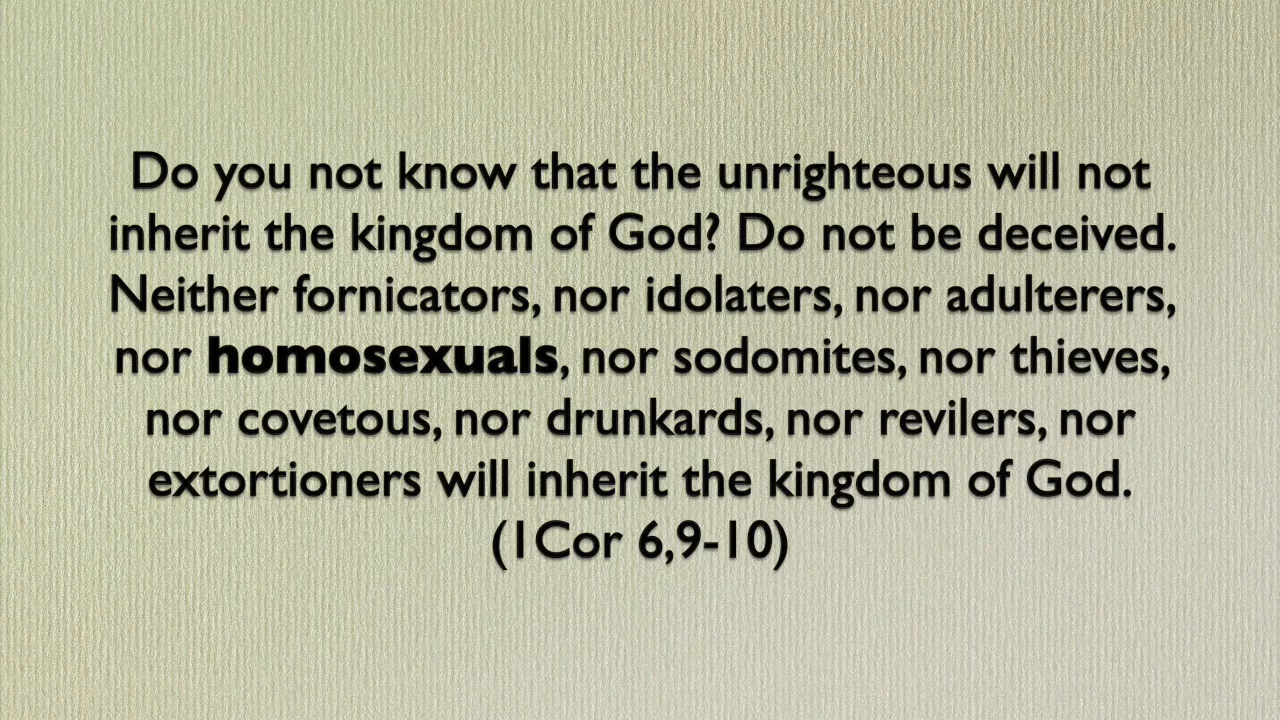 Do you not know that the unrighteous will not
inherit the kingdom of God? Do not be deceived.
Neither fornicators, nor idolaters, nor adulterers,
nor homosexuals, nor sodomites, nor thieves,
nor covetous, nor drunkards, nor revilers, nor
extortioners will inherit the kingdom of God.
(1Cor 6,9-10)